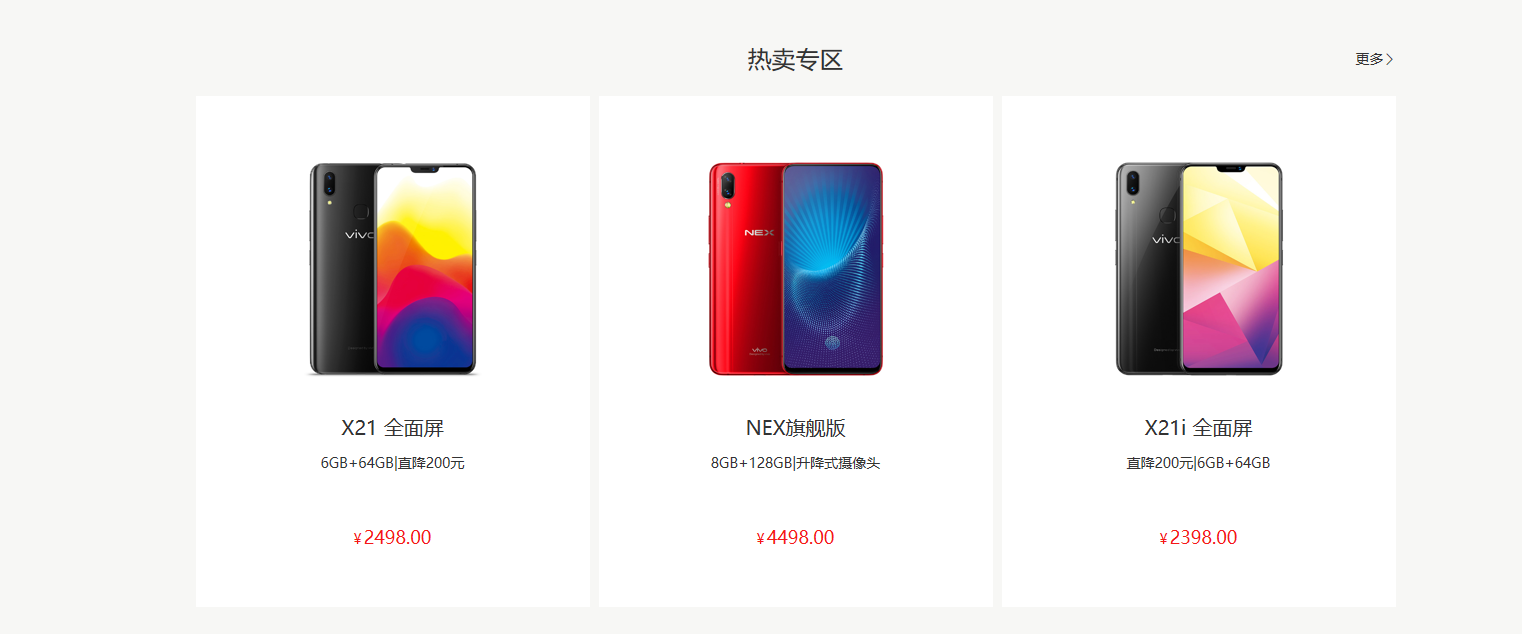 热卖专区
更多>
vivo
NEX
vivo
vivo
X21 全面屏
6GB+64GB|直降200元
¥2498.00
NEX旗舰版
8GB+128GB|升降式摄像头
¥4498.00
X21i 全面屏
直降200元|6GB+64GB
¥2398.00